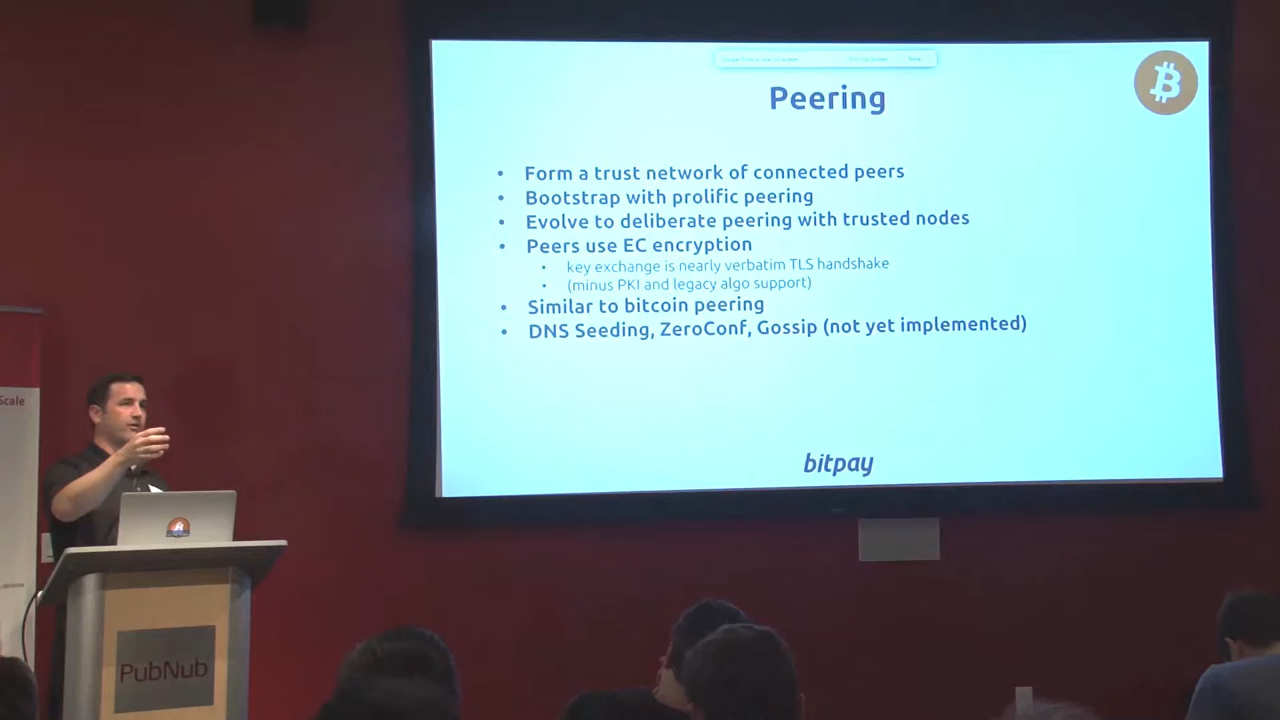 Peering
• Form a trust network of connected peers
• Bootstrap with prolific peering
• Evolve to deliberate peering with trusted nodes
• Peers use EC encryption
• key exchange is nearly verbatim TLS handshake
• (minus PKI and legacy algo support)
• Similar to bitcoin peering
• DNS Seeding, ZeroConf, Gossip (not yet implemented)
bitpay
Scale
PubNub